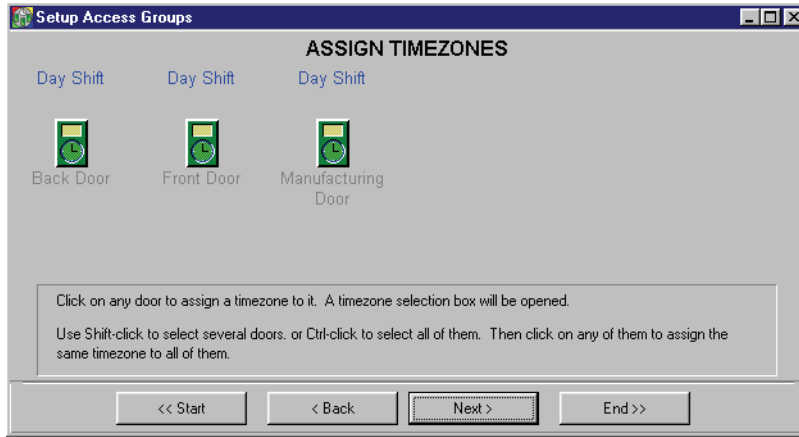 Setup Access Groups
ASSIGN TIMEZONES
Day Shift Day Shift Day Shift
Back Door Front Door Manufacturing
Door
Click on any door to assign a timezone to it. A timezone selection box will be opened.
Use Shift-click to select several doors. or Ctrl-click to select all of them. Then click on any of them to assign the
same timezone to all of them.
<< Start < Back Next > End >>